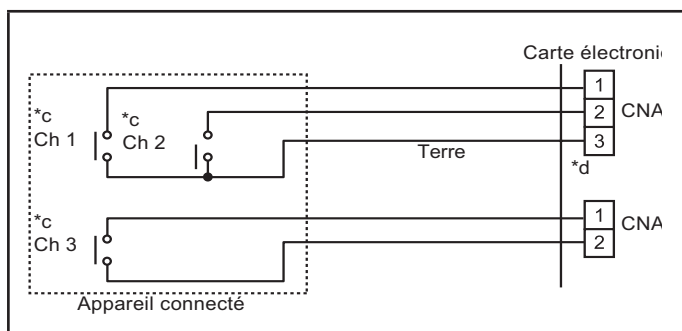 Carte électroni
1
*c
*c
2
CNA
Ch 1
Ch 2
3
Terre
*d
1
*c
CNA
Ch 3
2
Appareil connecté